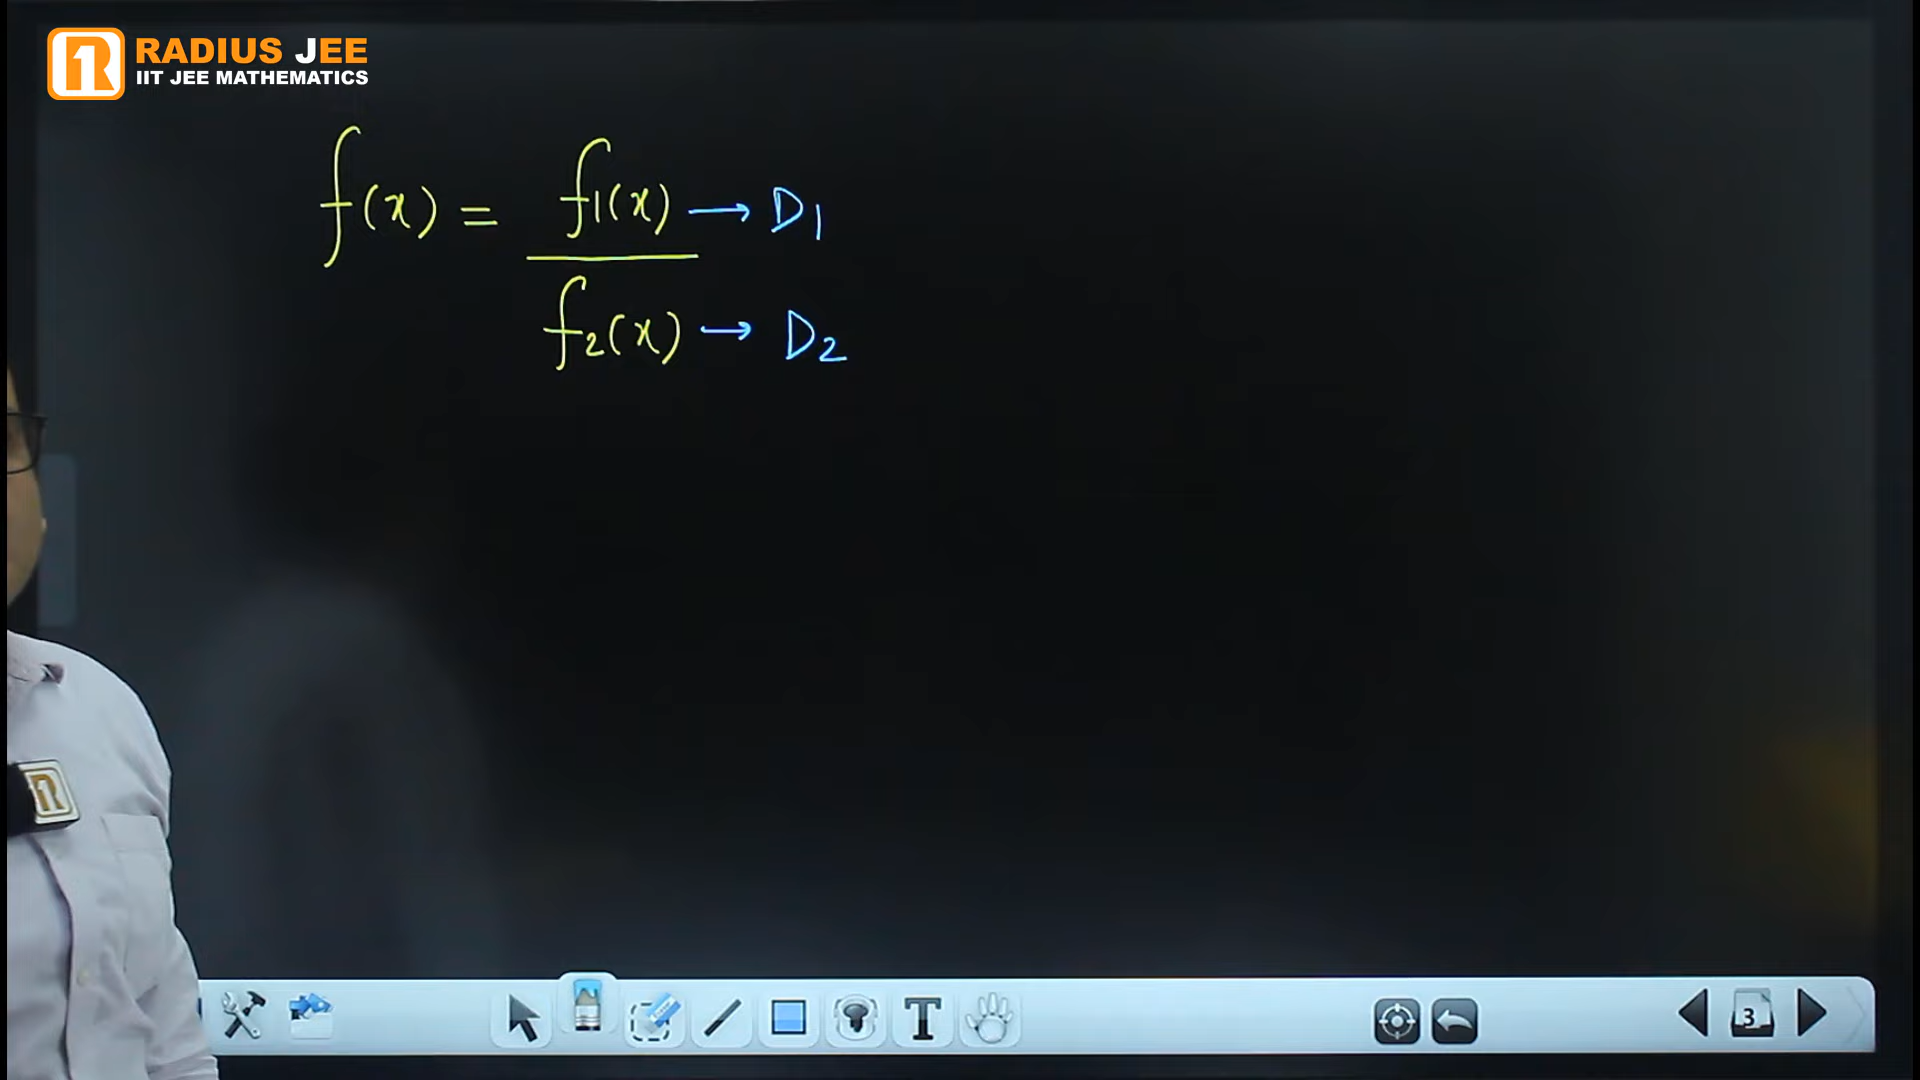 RADIUS JEE
IIT JEE MATHEMATICS
f(x) = f1(x) → D1
f2(x) → D2
T
3